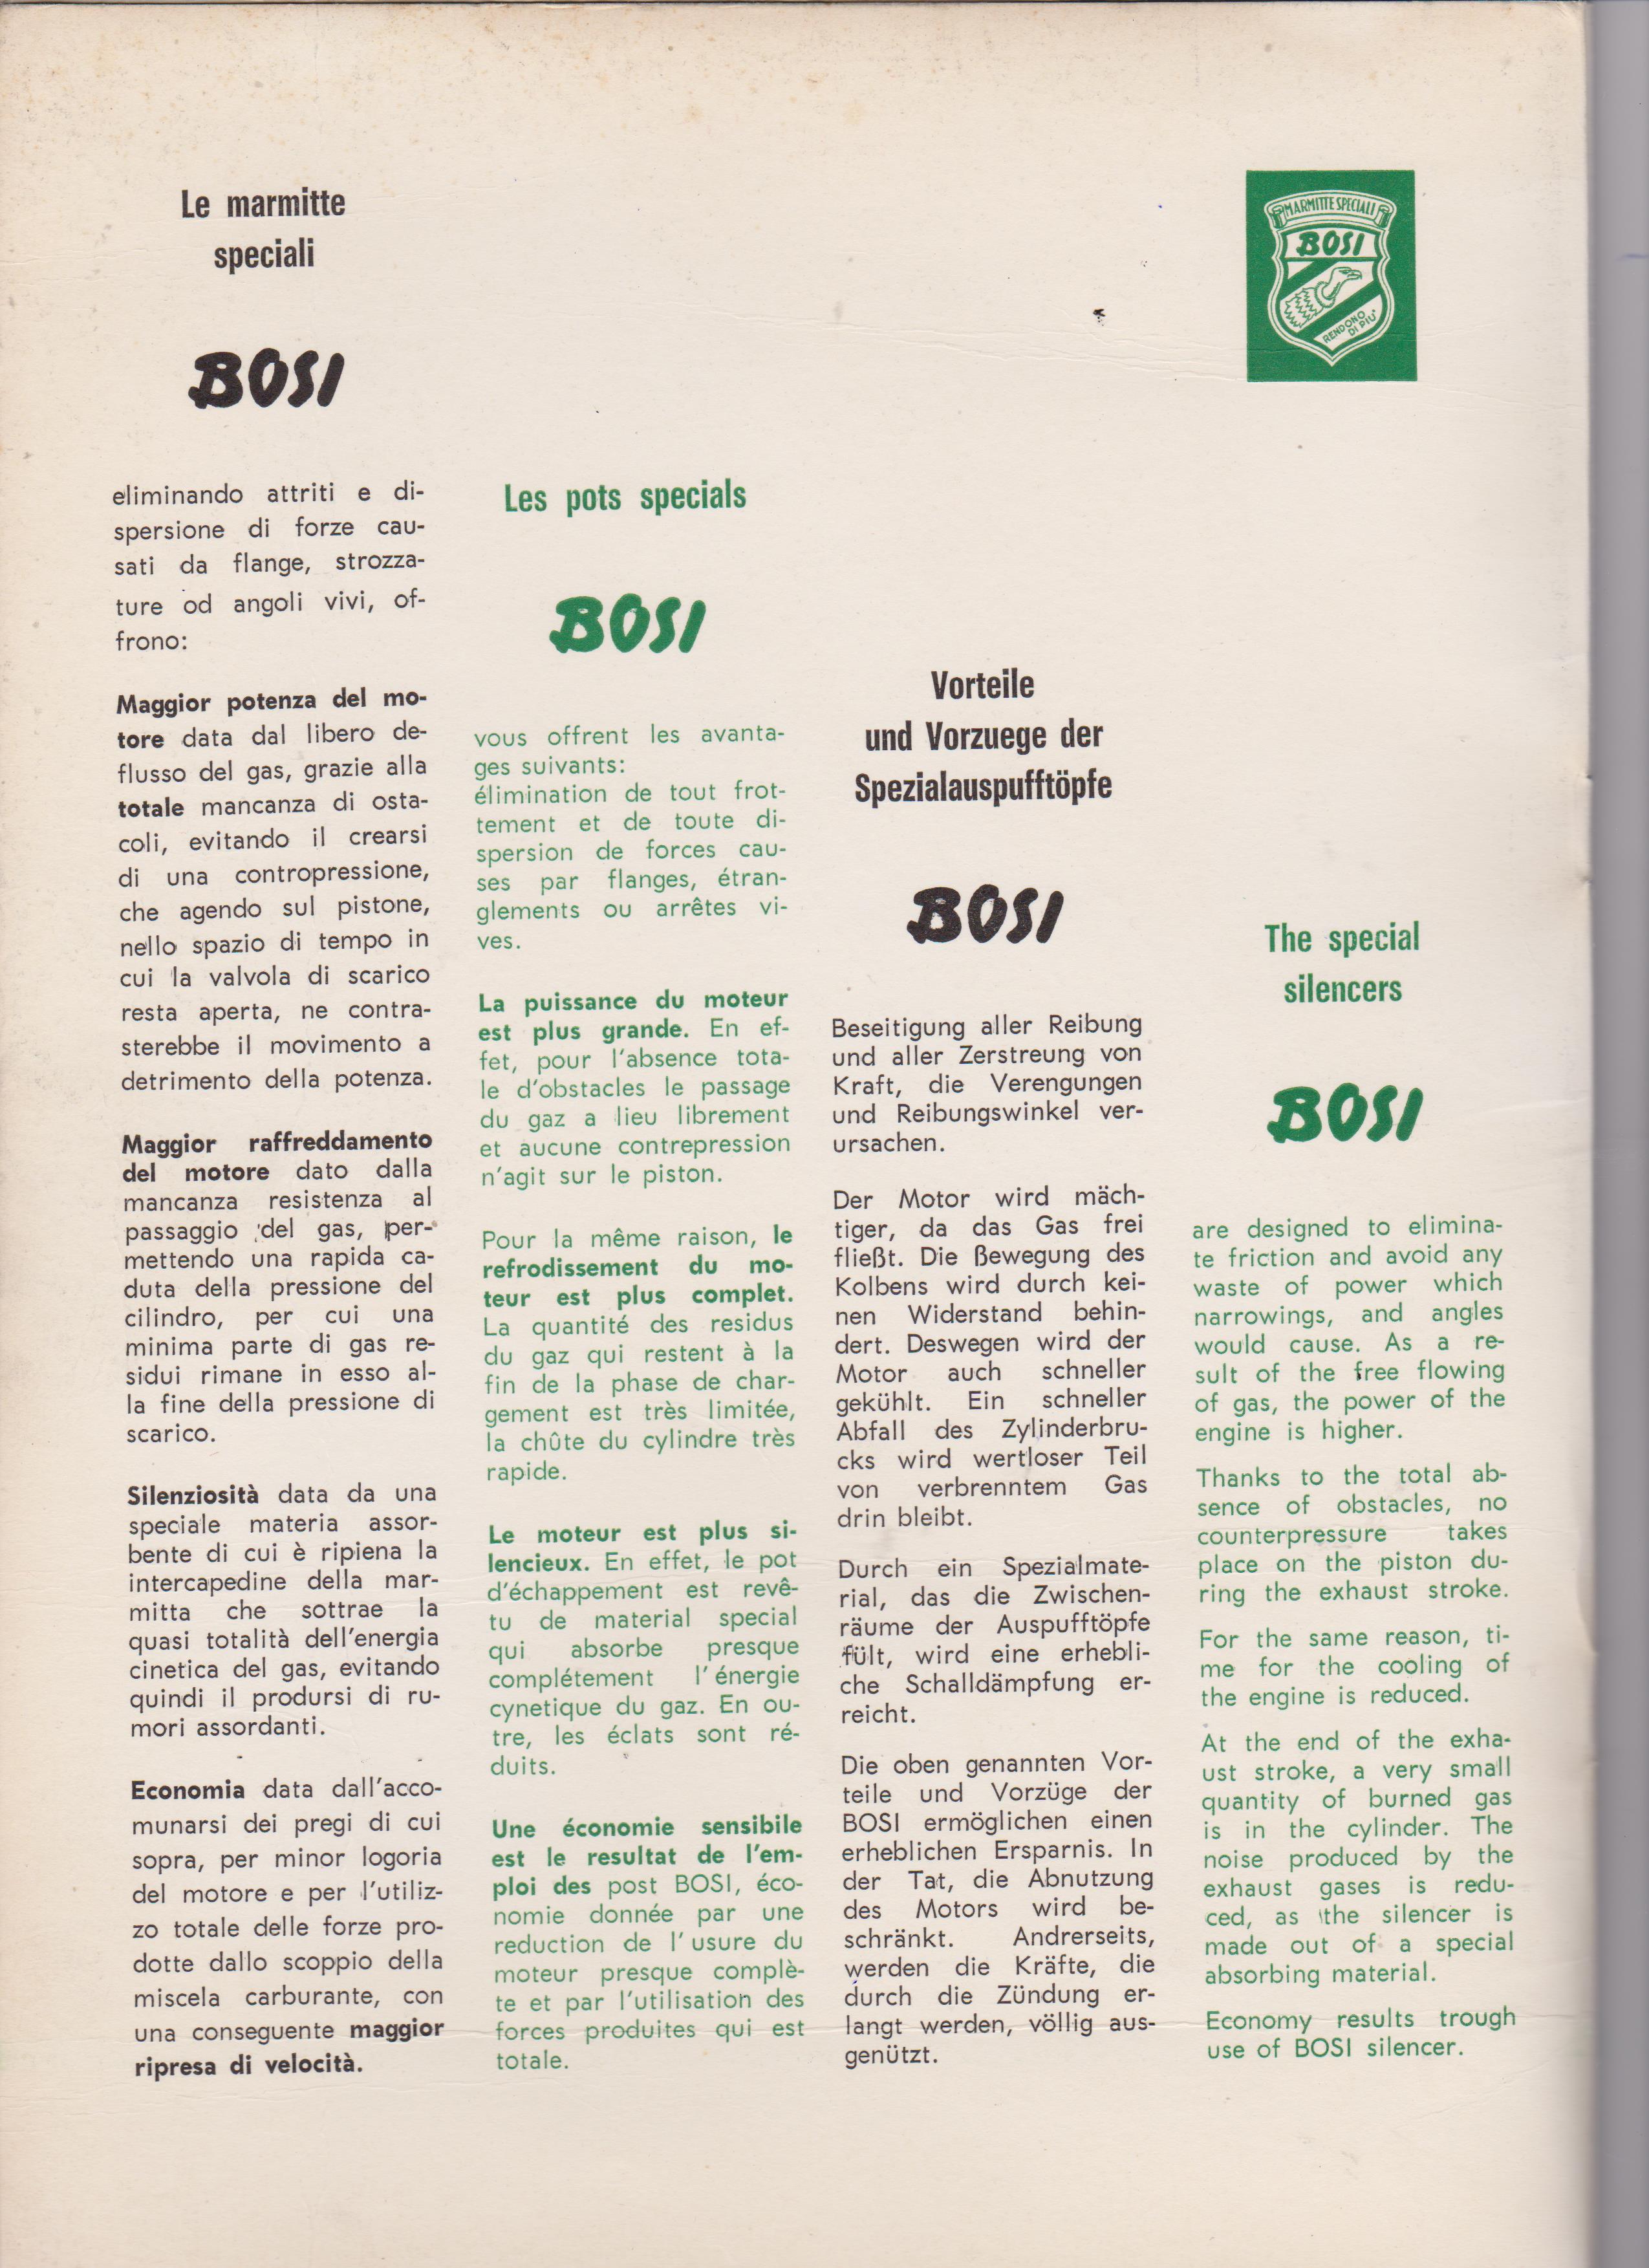 Le marmitte
speciali
BOSI
eliminando attriti e di-
spersione di forze cau-
sati da flange, strozza-
ture od angoli vivi, of-
frono:
Maggior potenza del mo-
tore data dal libero de-
flusso del gas, grazie alla
totale mancanza di osta-
coli, evitando il crearsi
di una contropressione,
che agendo sul pistone,
nello spazio di tempo in
cui la valvola di scarico
resta aperta, ne contra-
sterebbe il movimento a
detrimento della potenza.
Maggior raffreddamento
del motore dato dalla
mancanza resistenza al
passaggio del gas, per-
mettendo una rapida ca-
duta della pressione del
cilindro, per cui una
minima parte di gas re-
sidui rimane in esso al-
la fine della pressione di
scarico.
Silenziosità data da una
speciale materia assor-
bente di cui è ripiena la
intercapedine della mar-
mitta che sottrae la
quasi totalità dell'energia
cinetica del gas, evitando
quindi il prodursi di ru-
mori assordanti.
Economia data dall'acco-
munarsi dei pregi di cui
sopra, per minor logoria
del motore e per l'utiliz-
zo totale delle forze pro-
dotte dallo scoppio della
miscela carburante, con
una conseguente maggior
ripresa di velocità.
Les pots specials
BOSI
vous offrent les avanta-
ges suivants:
élimination de tout frot-
tement et de toute di-
spersion de forces cau-
ses par flanges, étran-
glements ou arrêtes vi-
ves.
La puissance du moteur
est plus grande. En ef-
fet, pour l'absence tota-
le d'obstacles le passage
du gaz a lieu librement
et aucune contrepression
n'agit sur le piston.
Pour la même raison, le
refrodissement du mo-
teur est plus complet.
La quantité des residus
du gaz qui restent à la
fin de la phase de char-
gement est très limitée,
la chûte du cylindre très
rapide.
Le moteur est plus si-
lencieux. En effet, le pot
d'échappement est revê-
tu de material special
qui absorbe presque
complétement l'énergie
cynetique du gaz. En ou-
tre, les éclats sont ré-
duits.
Une économie sensibile
est le resultat de l'em-
ploi des post BOSI, éco-
nomie donnée par une
reduction de l'usure du
moteur presque complè-
te et par l'utilisation des
forces produites qui est
totale.
Vorteile
und Vorzuege der
Spezialauspufftöpfe
BOSI
Beseitigung aller Reibung
und aller Zerstreung von
Kraft, die Verengungen
und Reibungswinkel ver-
ursachen.
Der Motor wird mäch-
tiger, da das Gas frei
fließt. Die Bewegung des
Kolbens wird durch kei-
nen Widerstand behin-
dert. Deswegen wird der
Motor auch schneller
gekühlt. Ein schneller
Abfall des Zylinderbru-
cks wird wertloser Teil
von verbrenntem Gas
drin bleibt.
Durch ein Spezialmate-
rial, das die Zwischen-
räume der Auspufftöpfe
fült, wird eine erhebli-
che Schalldämpfung er-
reicht.
Die oben genannten Vor-
teile und Vorzüge der
BOSI ermöglichen einen
erheblichen Ersparnis. In
der Tat, die Abnutzung
des Motors wird be-
schränkt. Andrerseits,
werden die Kräfte, die
durch die Zündung er-
langt werden, völlig aus-
genützt.
MARMITTE SPECIALI
BOSI
RENDONO
DI PIU'
The special
silencers
BOSI
are designed to elimina-
te friction and avoid any
waste of power which
narrowings, and angles
would cause. As a re-
sult of the free flowing
of gas, the power of the
engine is higher.
Thanks to the total ab-
sence of obstacles, no
counterpressure takes
place on the piston du-
ring the exhaust stroke.
For the same reason, ti-
me for the cooling of
the engine is reduced.
At the end of the exha-
ust stroke, a very small
quantity of burned gas
is in the cylinder. The
noise produced by the
exhaust gases is redu-
ced, as the silencer is
made out of a special
absorbing material.
Economy results trough
use of BOSI silencer.